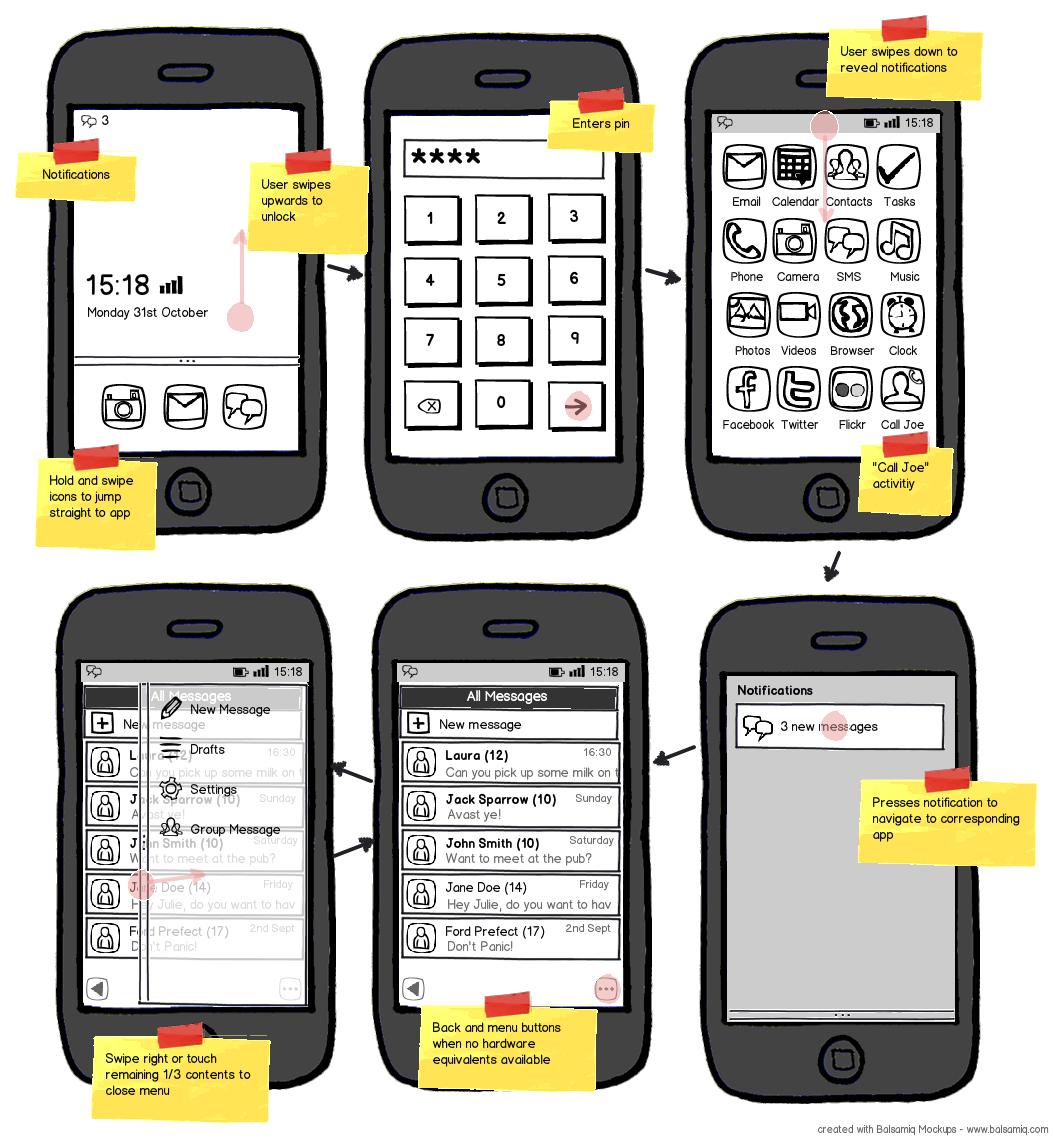 3
Notifications
User swipes
upwards to
unlock
15:18
Monday 31st October
Hold and swipe
icons to jump
straight to app
Enters pin
****
1 2 3
4 5 6
7 8 9
0
User swipes down to
reveal notifications
15:18
Email Calendar Contacts Tasks
Phone Camera SMS Music
Photos Videos Browser Clock
Facebook Twitter Flickr Call Joe
"Call Joe"
activitiy
15:18
All Messages
New Message
New message
Drafts
Laura (12) 16:30
Can you pick up some milk on t
Settings
Jack Sparrow (10) Sunday
Avast ye!
Group Message
John Smith (10) Saturday
Want to meet at the pub?
Jane Doe (14) Friday
Hey Julie, do you want to hav
Ford Prefect (17) 2nd Sept
Don't Panic!
Swipe right or touch
remaining 1/3 contents to
close menu
15:18
All Messages
New message
Laura (12) 16:30
Can you pick up some milk on t
Jack Sparrow (10) Sunday
Avast ye!
John Smith (10) Saturday
Want to meet at the pub?
Jane Doe (14) Friday
Hey Julie, do you want to hav
Ford Prefect (17) 2nd Sept
Don't Panic!
Back and menu buttons
when no hardware
equivalents available
Notifications
3 new messages
Presses notification to
navigate to corresponding
app
created with Balsamiq Mockups - www.balsamiq.com